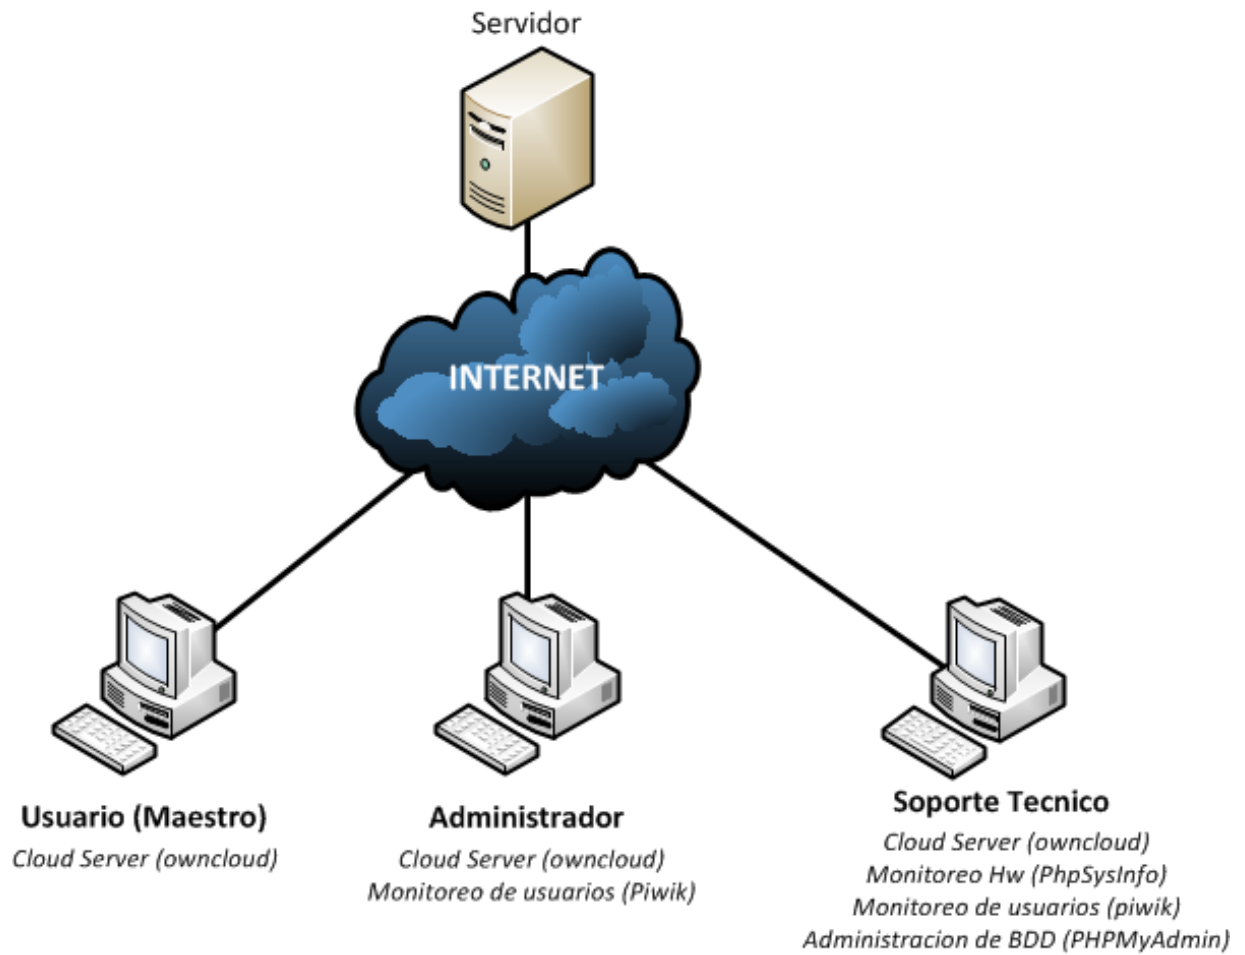 Servidor
INTERNET
Usuario (Maestro)
Cloud Server (owncloud)
Administrador
Cloud Server (owncloud)
Monitoreo de usuarios (Piwik)
Soporte Tecnico
Cloud Server (owncloud)
Monitoreo Hw (PhpSysInfo)
Monitoreo de usuarios (piwik)
Administracion de BDD (PHPMyAdmin)